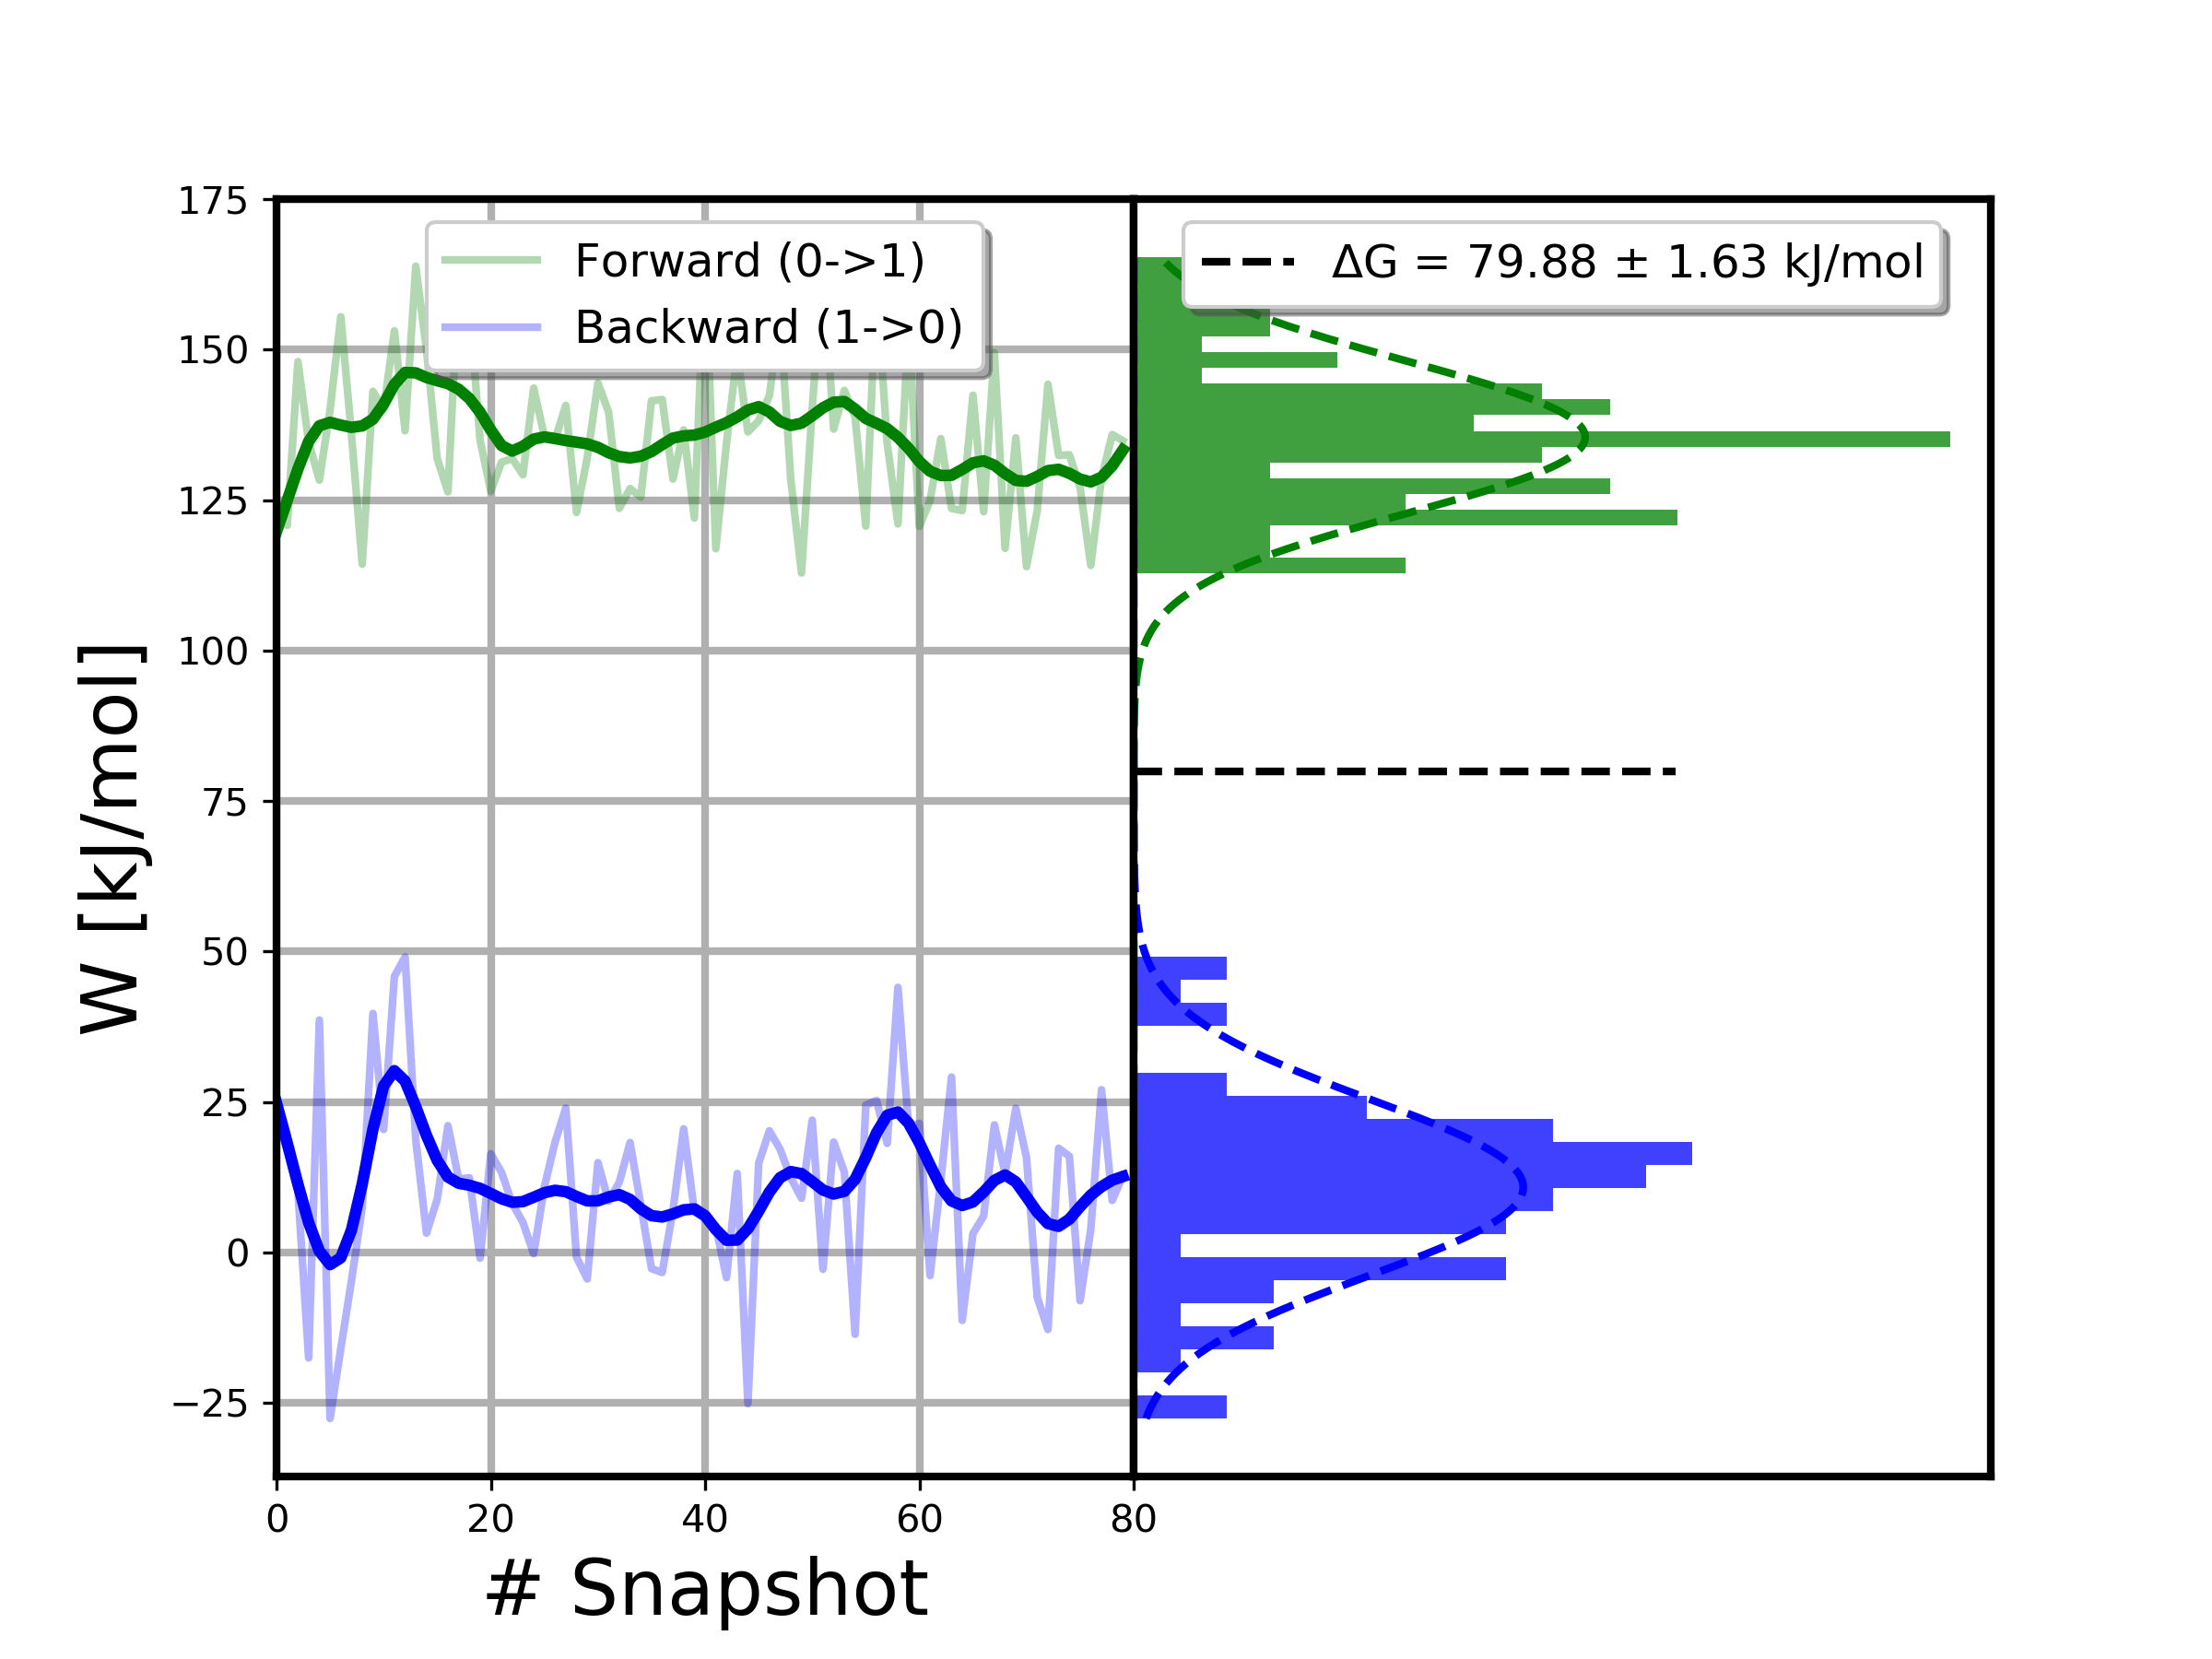 175
150
125
100
75
50
25
0
−25
W [kJ/mol]
Forward (0->1)
Backward (1->0)
ΔG = 79.88 ± 1.63 kJ/mol
0 20 40 60 80
# Snapshot